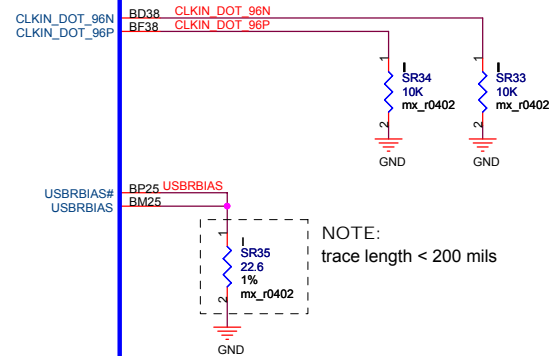 CLKIN_DOT_96N BD38 CLKIN_DOT_96N
CLKIN_DOT_96P BF38 CLKIN_DOT_96P
1 I 1 I
SR34 SR33
10K 10K
mx_r0402 mx_r0402
2 2
GND GND
USBRBIAS# BP25 USBRBIAS
USBRBIAS BM25
1 I
SR35
22.6
1%
mx_r0402
2
GND
NOTE:
trace length < 200 mils